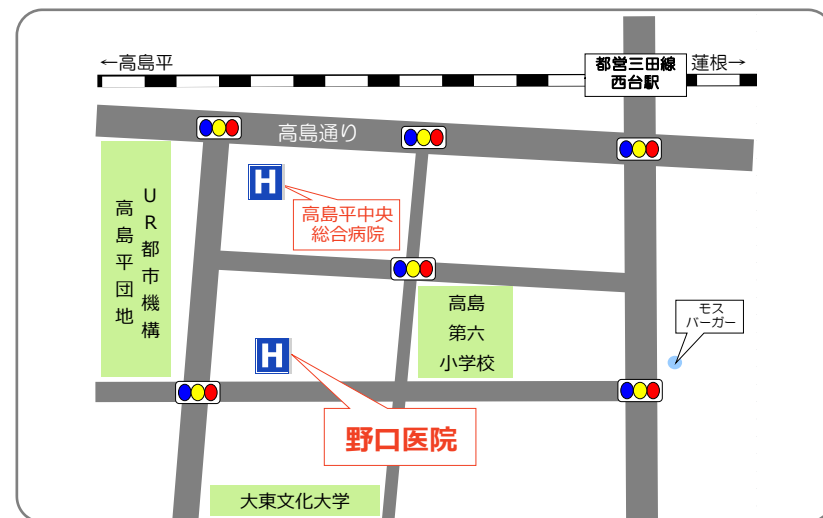 ←高島平
都営三田線
西台駅
蓮根→
高島通り
H
高島平中央
総合病院
UR都市機構
高島平団地
高島
第六
小学校
モス
バーガー
H
野口医院
大東文化大学